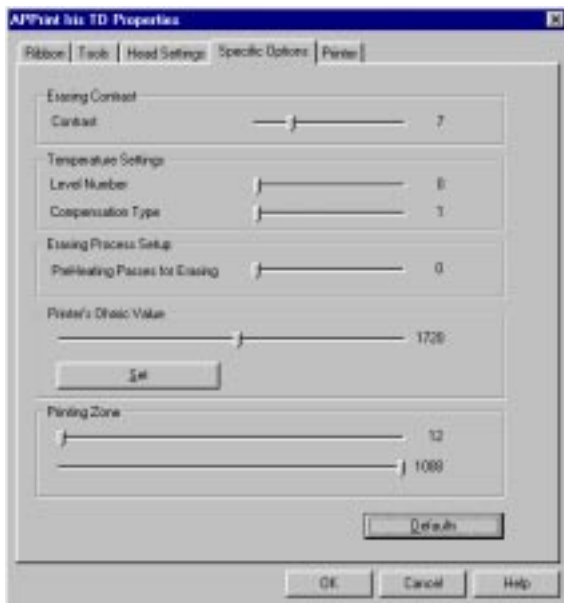 APPrint Iris TD Properties
Ribbon Tools Head Settings Specific Options Printer
Erasing Contrast
Contrast 7
Temperature Settings
Level Number 0
Compensation Type 1
Erasing Process Setup
PreHeating Passes for Erasing 0
Printer's Ohmic Value
1720
Set
Printing Zone
12
1088
Defaults
OK Cancel Help